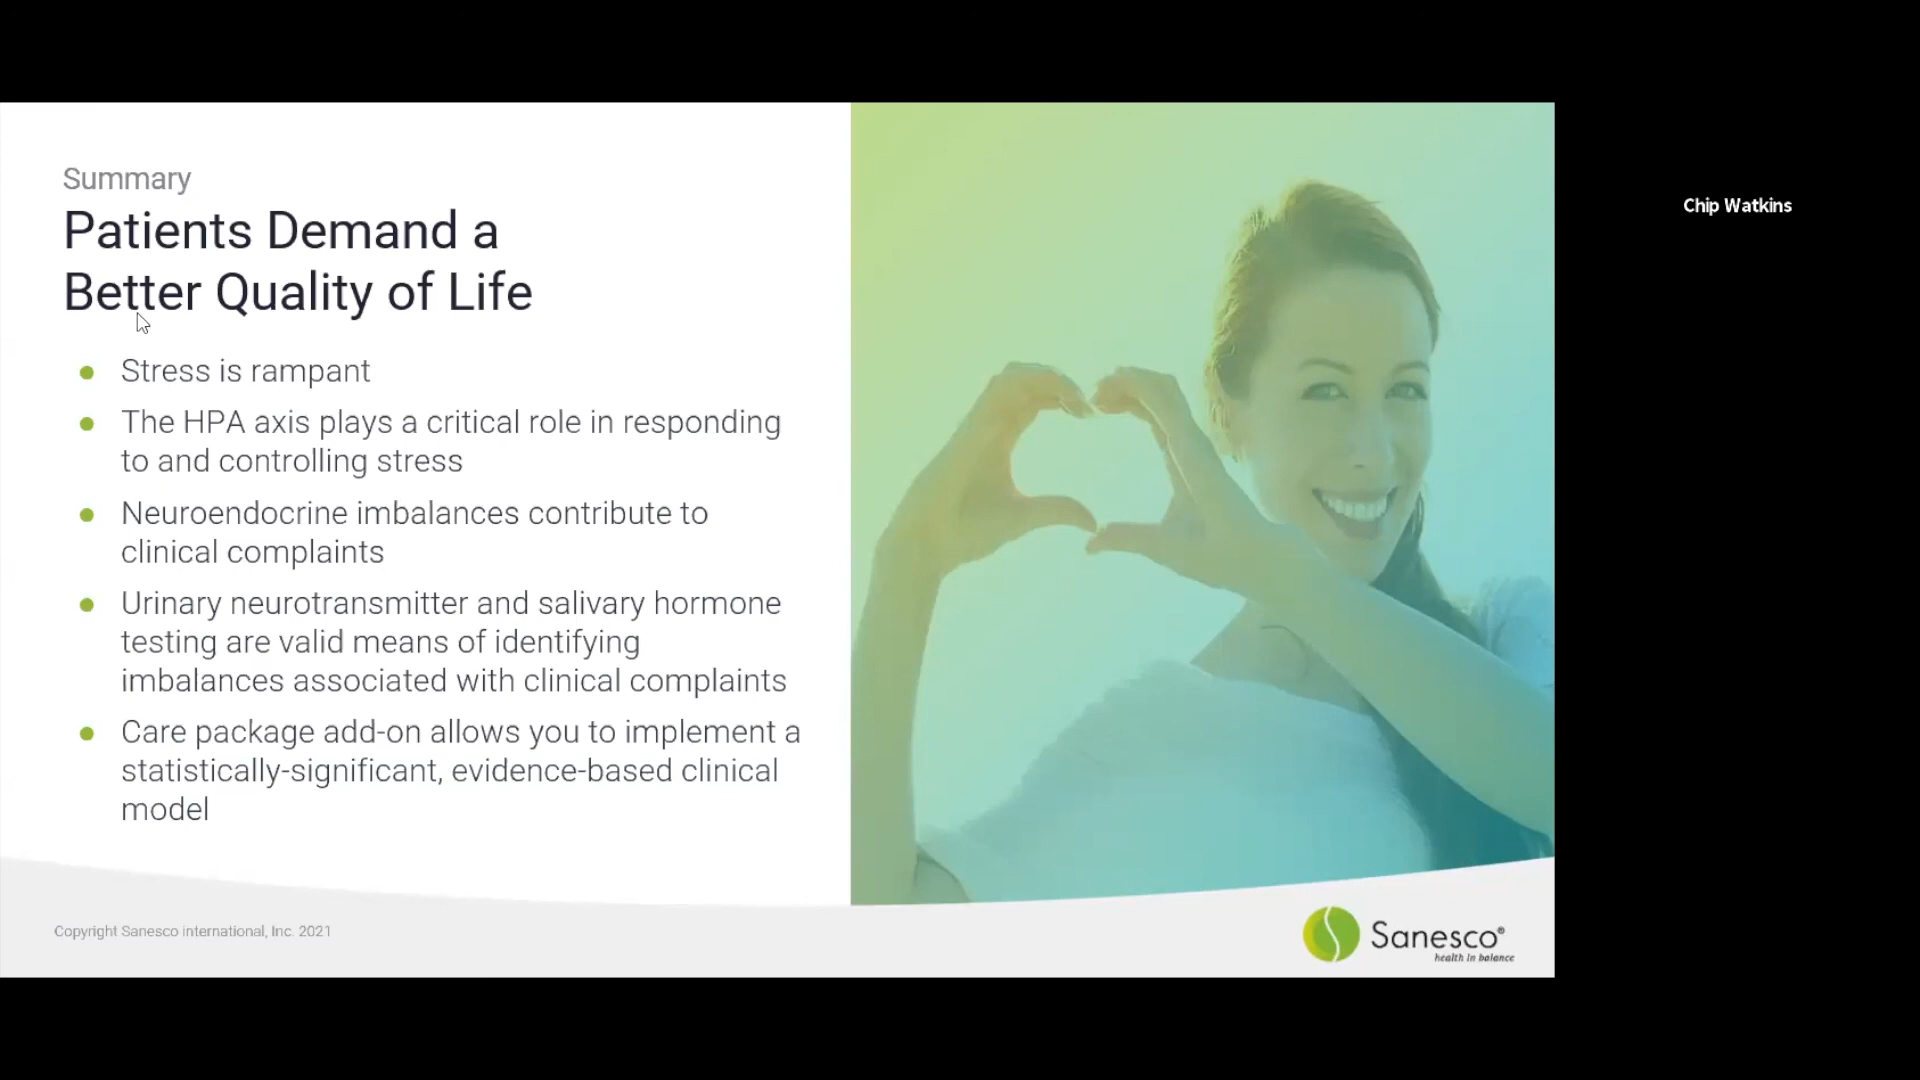 Summary
Patients Demand a
Better Quality of Life
Stress is rampant
The HPA axis plays a critical role in responding
to and controlling stress
Neuroendocrine imbalances contribute to
clinical complaints
Urinary neurotransmitter and salivary hormone
testing are valid means of identifying
imbalances associated with clinical complaints
Care package add-on allows you to implement a
statistically-significant, evidence-based clinical
model
Copyright Sanesco international, Inc. 2021
Sanesco®
health in balance
Chip Watkins